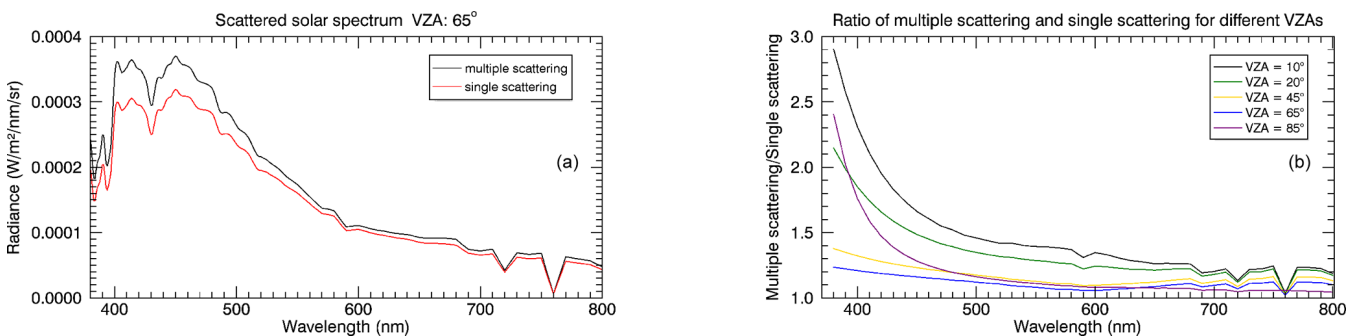 Scattered solar spectrum VZA: 65°
0.0004
0.0003
0.0002
0.0001
0.0000
Radiance (W/m²/nm/sr)
multiple scattering
single scattering
(a)
400 500 600 700 800
Wavelength (nm)
Ratio of multiple scattering and single scattering for different VZAs
3.0
2.5
2.0
1.5
1.0
Multiple scattering/Single scattering
VZA = 10°
VZA = 20°
VZA = 45°
VZA = 65°
VZA = 85°
(b)
400 500 600 700 800
Wavelength (nm)